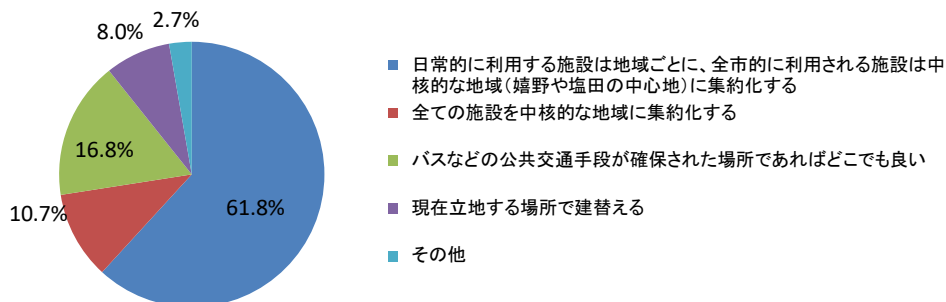 2.7%
8.0%
16.8%
10.7%
61.8%
日常的に利用する施設は地域ごとに、全市的に利用される施設は中
核的な地域(嬉野や塩田の中心地)に集約化する
全ての施設を中核的な地域に集約化する
バスなどの公共交通手段が確保された場所であればどこでも良い
現在立地する場所で建替える
その他